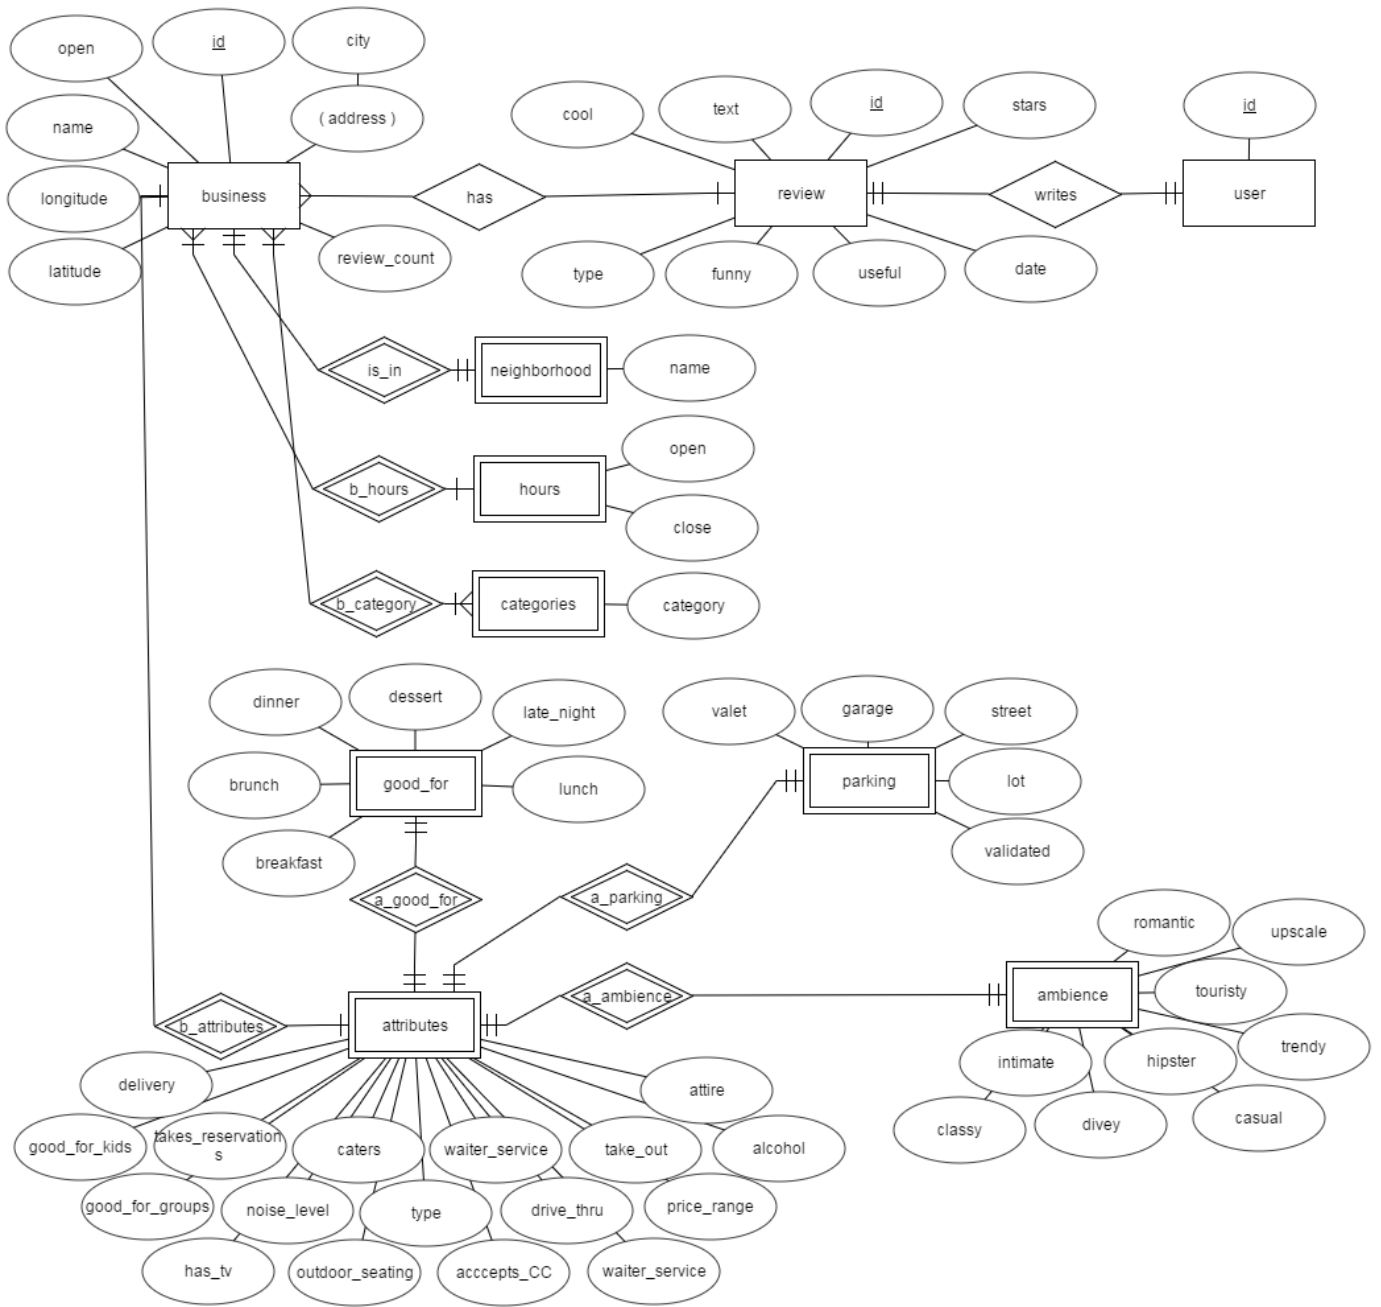 open
id
city
name
( address )
longitude
business
latitude
review_count
has
cool
text
id
stars
review
type
funny
useful
date
writes
id
user
is_in
neighborhood
name
b_hours
hours
open
close
b_category
categories
category
dinner
dessert
late_night
brunch
good_for
lunch
breakfast
a_good_for
valet
garage
street
parking
lot
validated
a_parking
a_ambience
romantic
upscale
ambience
touristy
trendy
intimate
hipster
classy
divey
casual
b_attributes
attributes
delivery
attire
good_for_kids
takes_reservation
s
caters
waiter_service
take_out
alcohol
good_for_groups
noise_level
type
drive_thru
price_range
has_tv
outdoor_seating
acccepts_CC
waiter_service